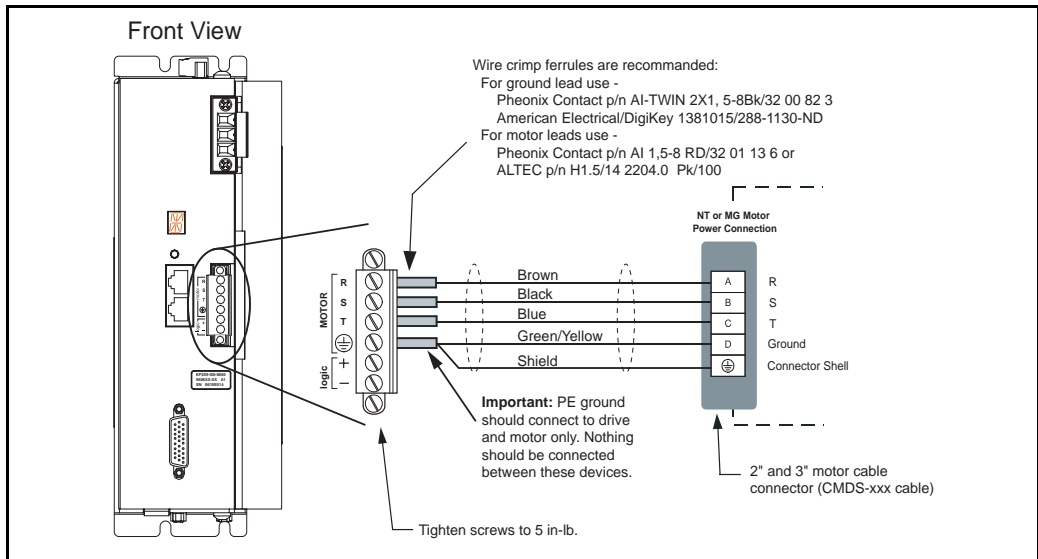 Front View
Wire crimp ferrules are recommanded:
For ground lead use -
Pheonix Contact p/n AI-TWIN 2X1, 5-8Bk/32 00 82 3
American Electrical/DigiKey 1381015/288-1130-ND
For motor leads use -
Pheonix Contact p/n AI 1,5-8 RD/32 01 13 6 or
ALTEC p/n H1.5/14 2204.0 Pk/100
NT or MG Motor
Power Connection
MOTOR
R
S
T
logic
+
−
Brown
Black
Blue
Green/Yellow
Shield
A
R
B
S
C
T
D
Ground
Connector Shell
R
S
T
Important: PE ground
should connect to drive
and motor only. Nothing
should be connected
between these devices.
2" and 3" motor cable
connector (CMDS-xxx cable)
Tighten screws to 5 in-lb.